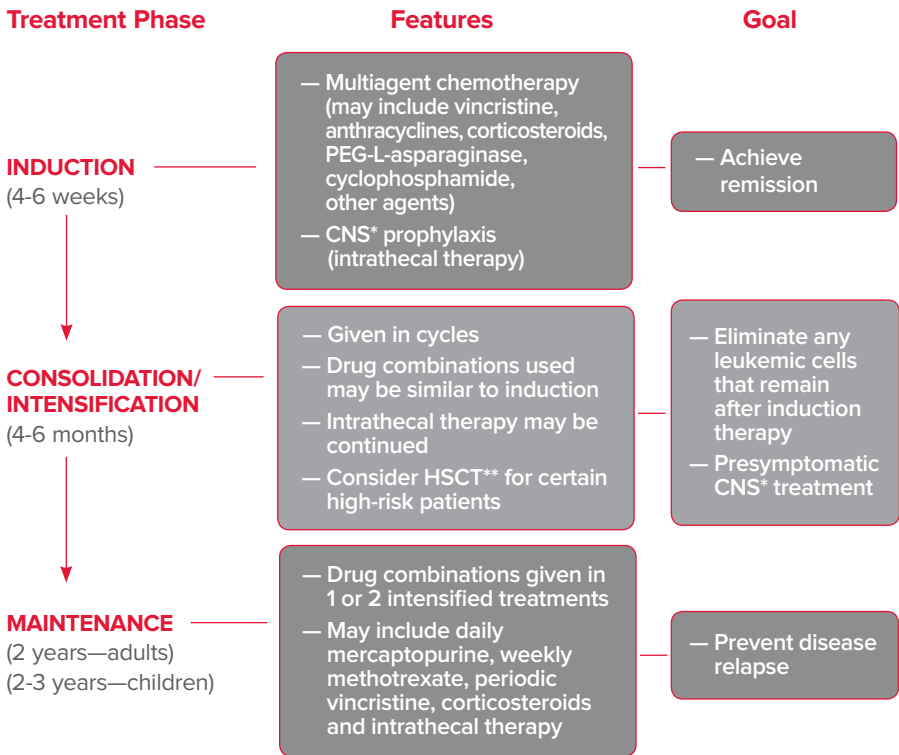 Treatment Phase
Features
Goal
INDUCTION
(4-6 weeks)
— Multiagent chemotherapy
(may include vincristine,
anthracyclines, corticosteroids,
PEG-L-asparaginase,
cyclophosphamide,
other agents)
— CNS* prophylaxis
(intrathecal therapy)
— Achieve
remission
CONSOLIDATION/
INTENSIFICATION
(4-6 months)
— Given in cycles
— Drug combinations used
may be similar to induction
— Intrathecal therapy may be
continued
— Consider HSCT** for certain
high-risk patients
— Eliminate any
leukemic cells
that remain
after induction
therapy
— Presymptomatic
CNS* treatment
MAINTENANCE
(2 years—adults)
(2-3 years—children)
— Drug combinations given in
1 or 2 intensified treatments
— May include daily
mercaptopurine, weekly
methotrexate, periodic
vincristine, corticosteroids
and intrathecal therapy
— Prevent disease
relapse